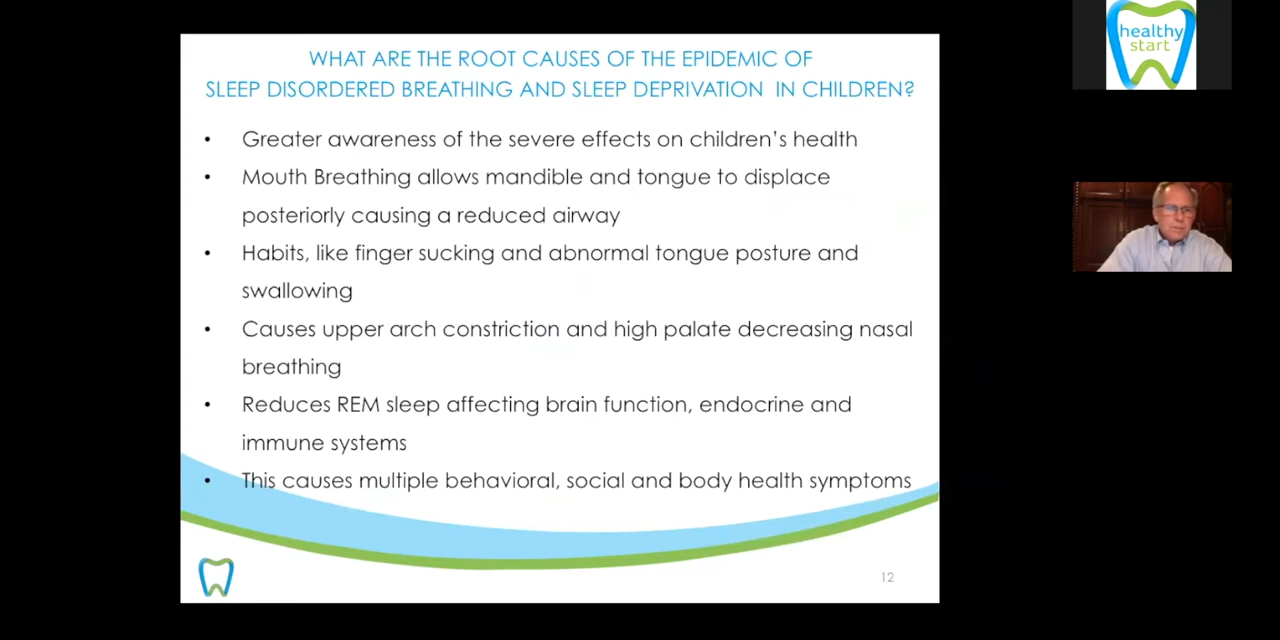 WHAT ARE THE ROOT CAUSES OF THE EPIDEMIC OF
SLEEP DISORDERED BREATHING AND SLEEP DEPRIVATION IN CHILDREN?
• Greater awareness of the severe effects on children's health
• Mouth Breathing allows mandible and tongue to displace
posteriorly causing a reduced airway
• Habits, like finger sucking and abnormal tongue posture and
swallowing
• Causes upper arch constriction and high palate decreasing nasal
breathing
• Reduces REM sleep affecting brain function, endocrine and
immune systems
• This causes multiple behavioral, social and body health symptoms
12
healthy
start